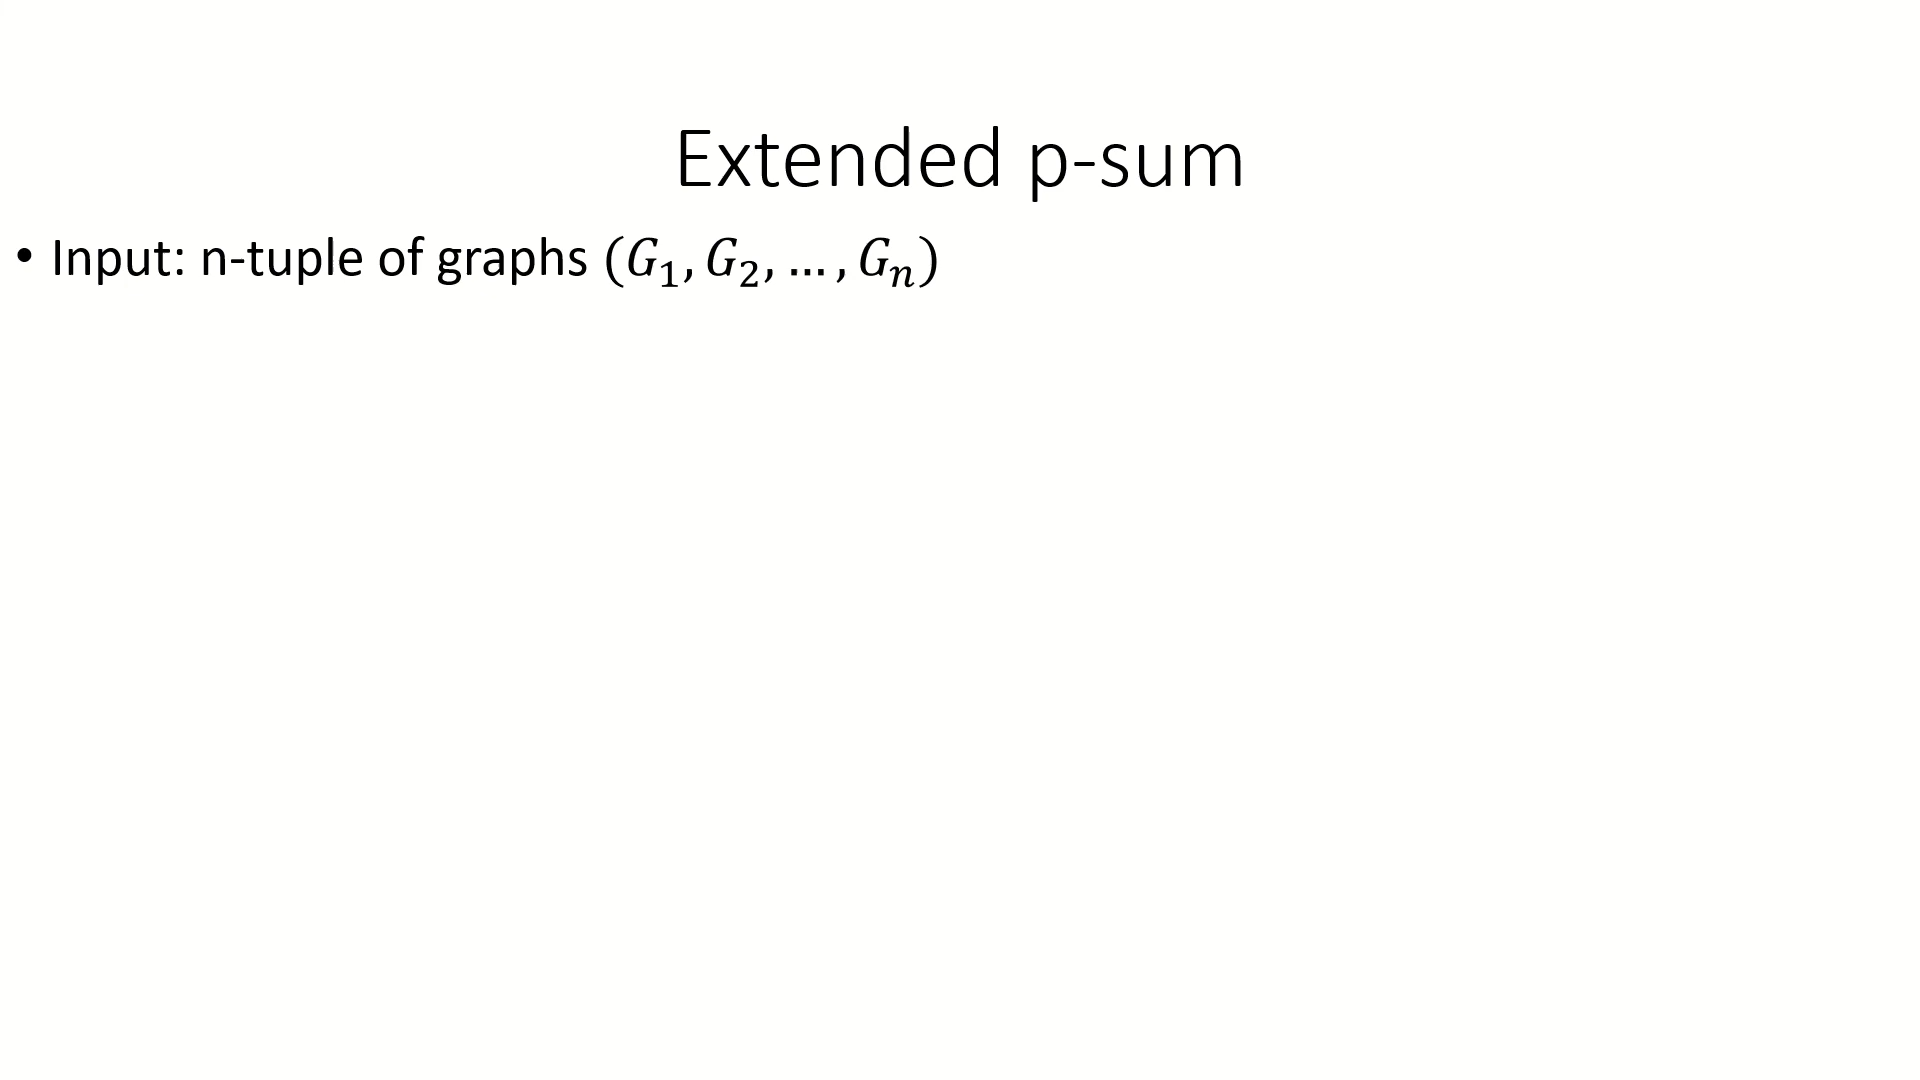 Extended p-sum
• Input: n-tuple of graphs (𝐺₁, 𝐺₂, … , 𝐺ₙ)